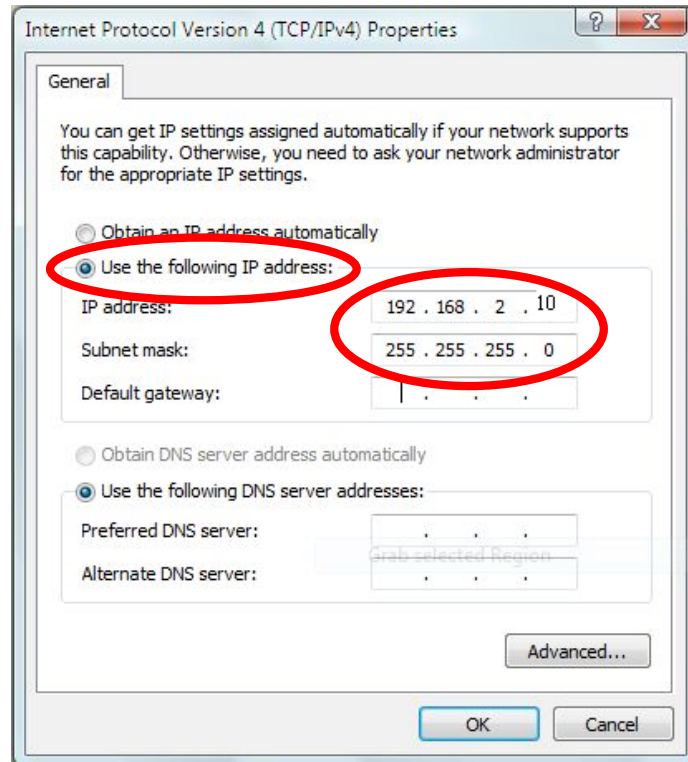 Internet Protocol Version 4 (TCP/IPv4) Properties
General
You can get IP settings assigned automatically if your network supports
this capability. Otherwise, you need to ask your network administrator
for the appropriate IP settings.
Obtain an IP address automatically
Use the following IP address:
IP address: 192 . 168 . 2 . 10
Subnet mask: 255 . 255 . 255 . 0
Default gateway: . . .
Obtain DNS server address automatically
Use the following DNS server addresses:
Preferred DNS server: . . .
Grab selected Region
Alternate DNS server: . . .
Advanced...
OK Cancel